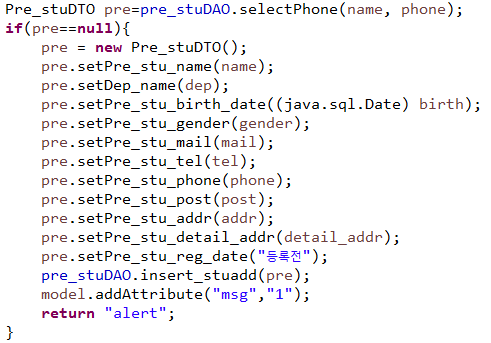 Pre_stuDTO pre=pre_stuDAO.selectPhone(name, phone);
if(pre==null){
    pre = new Pre_stuDTO();
    pre.setPre_stu_name(name);
    pre.setDep_name(dep);
    pre.setPre_stu_birth_date((java.sql.Date) birth);
    pre.setPre_stu_gender(gender);
    pre.setPre_stu_mail(mail);
    pre.setPre_stu_tel(tel);
    pre.setPre_stu_phone(phone);
    pre.setPre_stu_post(post);
    pre.setPre_stu_addr(addr);
    pre.setPre_stu_detail_addr(detail_addr);
    pre.setPre_stu_reg_date("등록전");
    pre_stuDAO.insert_stuadd(pre);
    model.addAttribute("msg","1");
    return "alert";
}